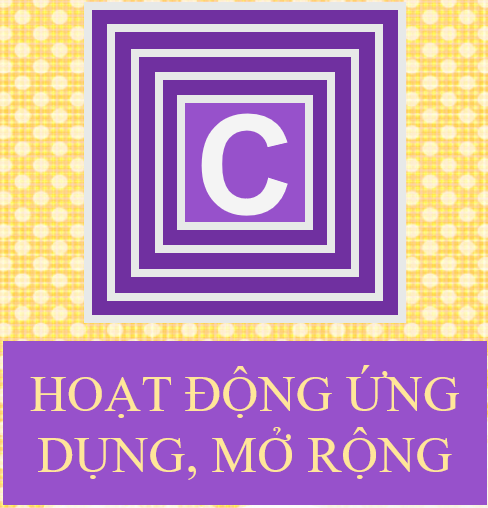 C
HOẠT ĐỘNG ỨNG
DỤNG, MỞ RỘNG